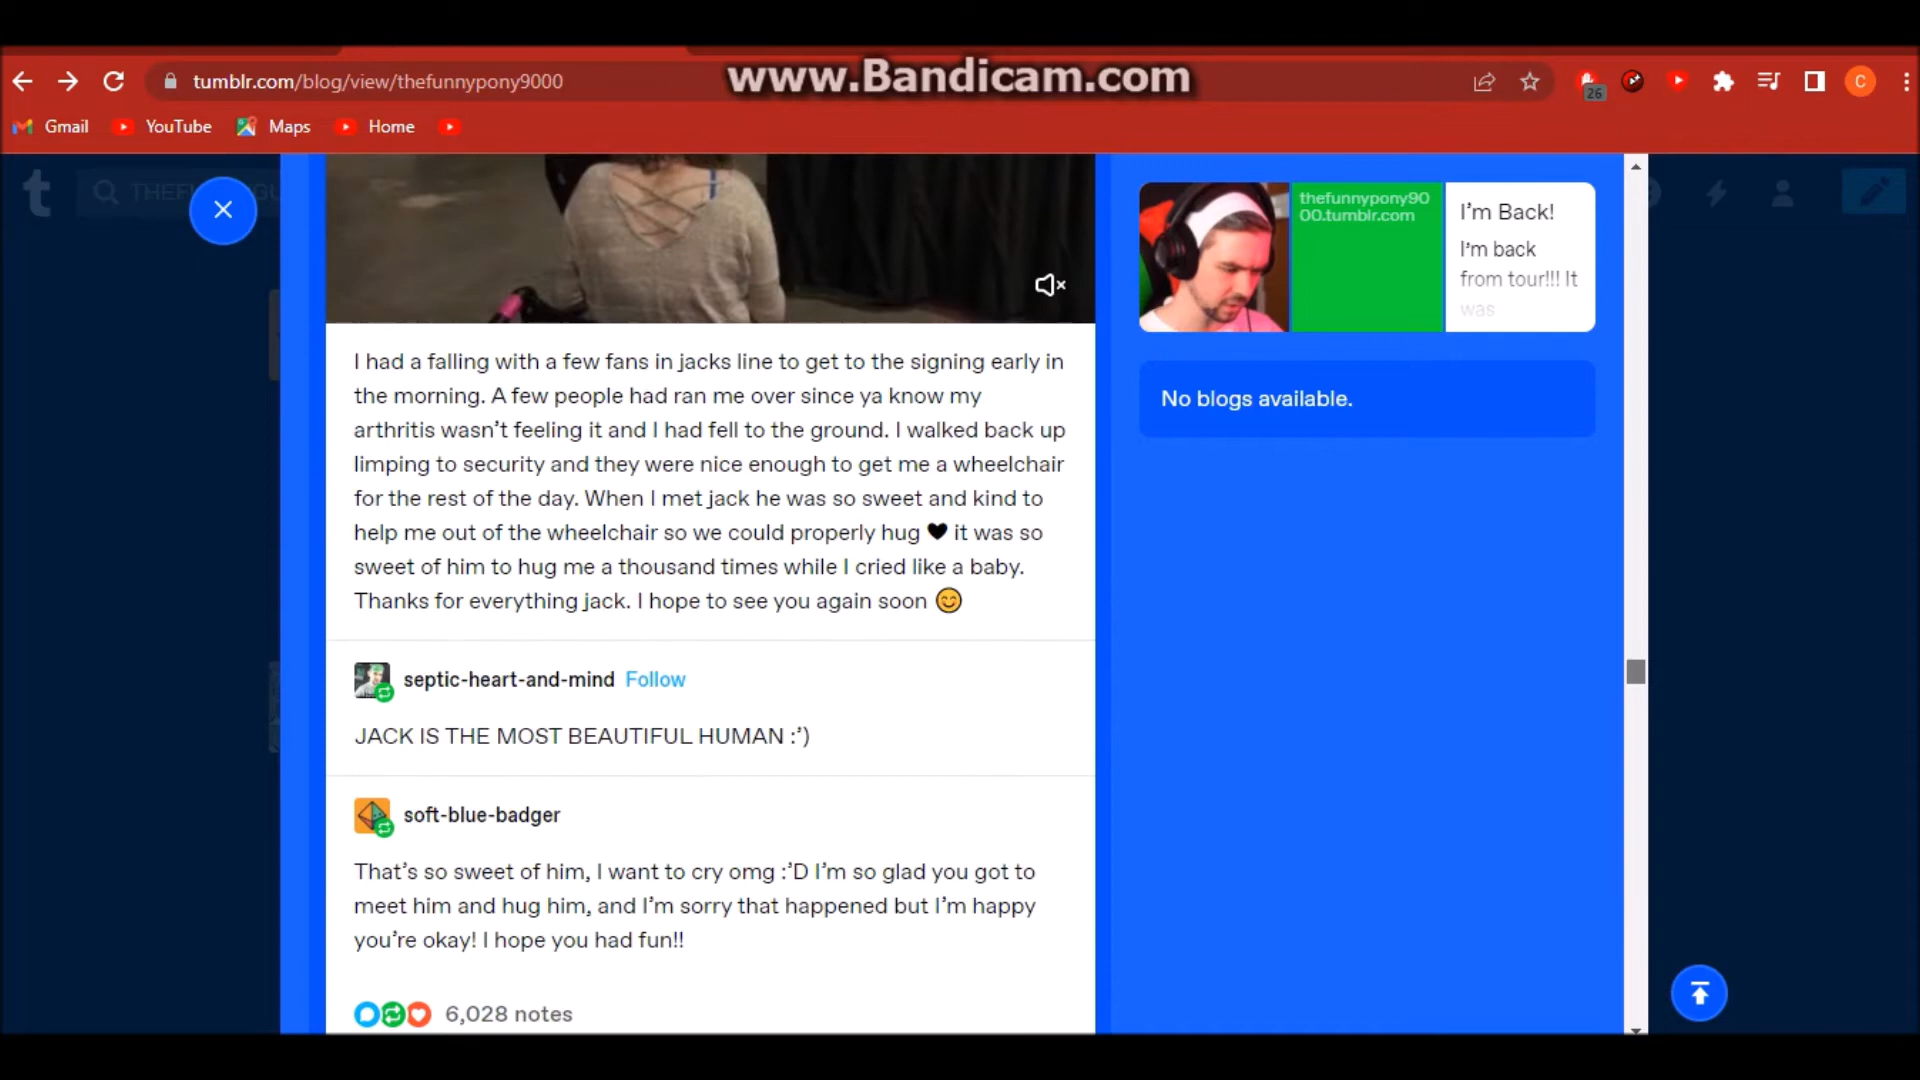 www.Bandicam.com
tumblr.com/blog/view/thefunnypony9000
26
C
Gmail
YouTube
Maps
Home
t
I had a falling with a few fans in jacks line to get to the signing early in
the morning. A few people had ran me over since ya know my
arthritis wasn’t feeling it and I had fell to the ground. I walked back up
limping to security and they were nice enough to get me a wheelchair
for the rest of the day. When I met jack he was so sweet and kind to
help me out of the wheelchair so we could properly hug 🖤 it was so
sweet of him to hug me a thousand times while I cried like a baby.
Thanks for everything jack. I hope to see you again soon 😊
septic-heart-and-mind Follow
JACK IS THE MOST BEAUTIFUL HUMAN :’)
soft-blue-badger
That’s so sweet of him, I want to cry omg :’D I’m so glad you got to
meet him and hug him, and I’m sorry that happened but I’m happy
you’re okay! I hope you had fun!!
6,028 notes
thefunnypony90
00.tumblr.com
I’m Back!
I’m back
from tour!!! It
was
No blogs available.